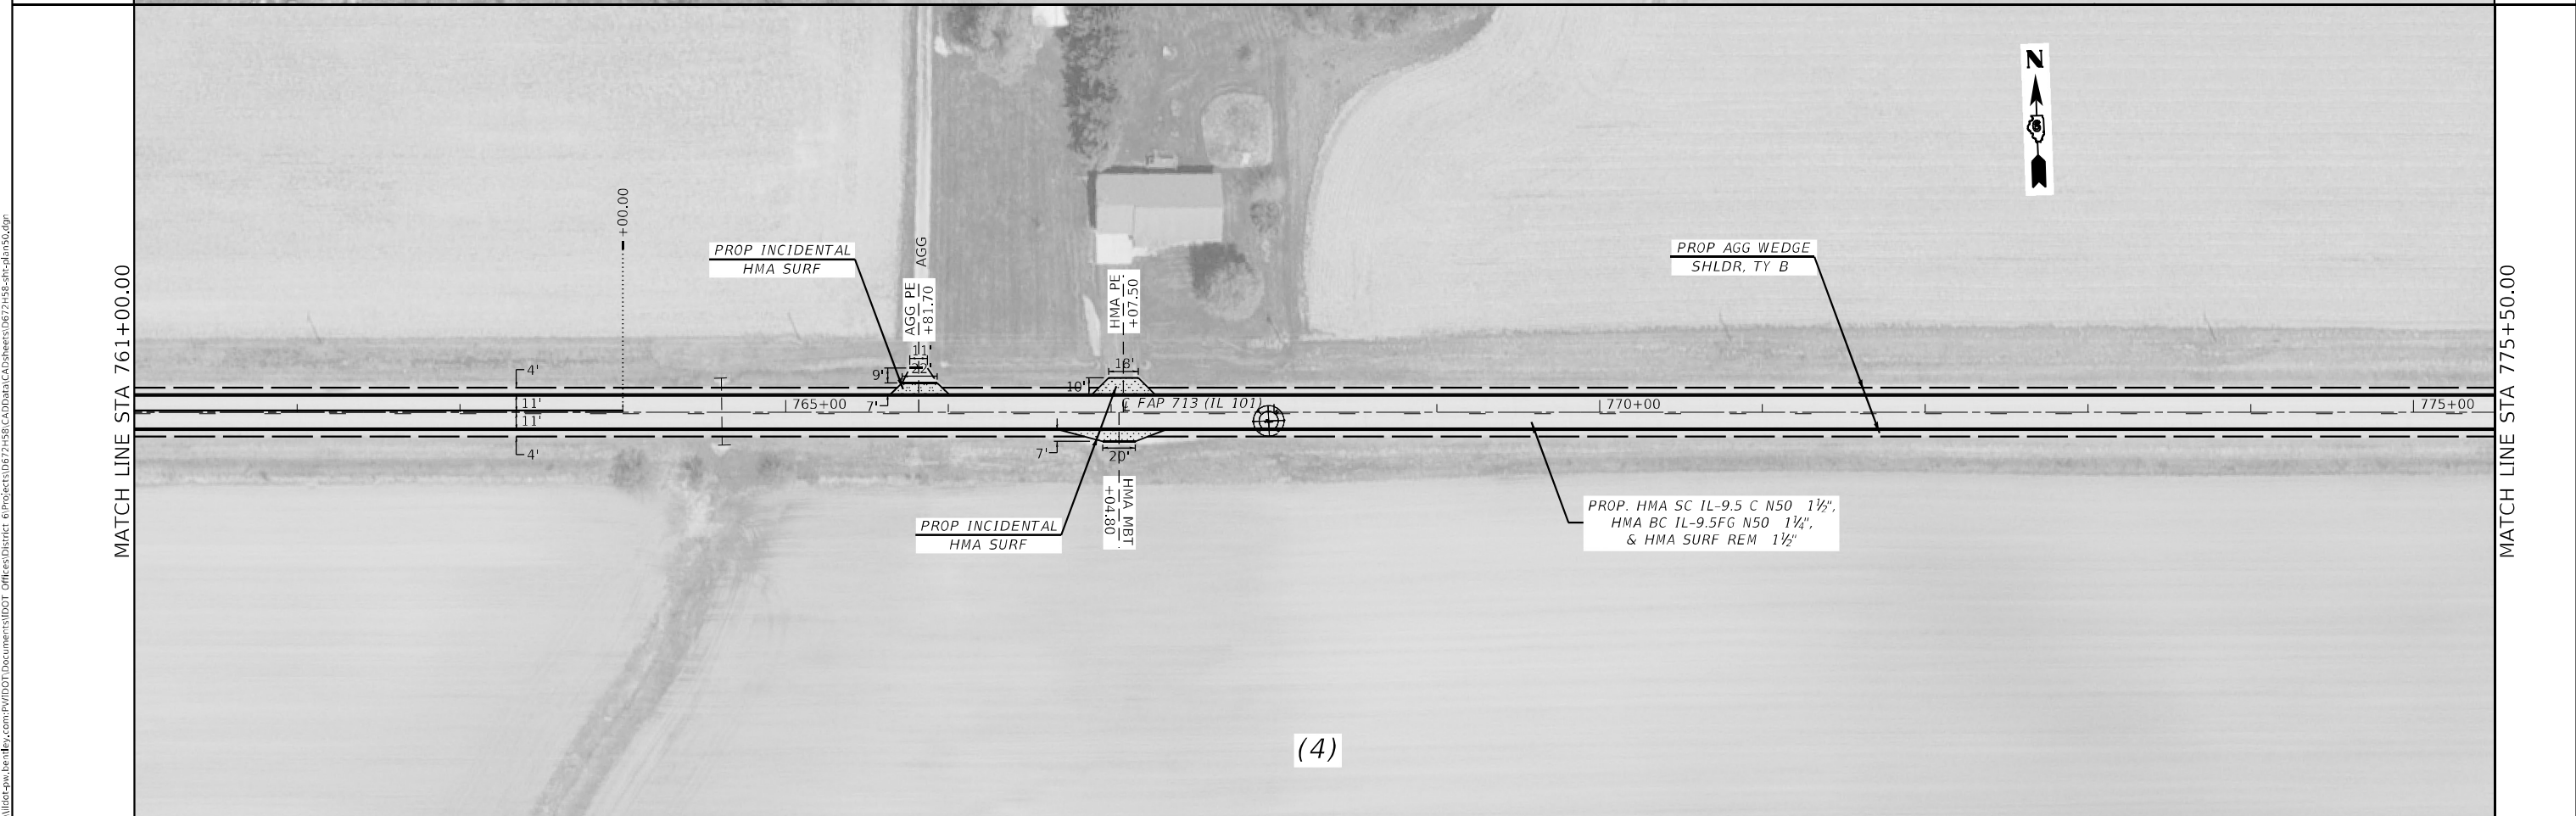 MATCH LINE STA 761+00.00
+00.00
PROP INCIDENTAL
HMA SURF
AGG
AGG PE
+81.70
HMA PE
+07.50
N
6
PROP AGG WEDGE
SHLDR, TY B
MATCH LINE STA 775+50.00
11'
22'
9'
7'
18'
10'
4'
11'
11'
4'
765+00
℄ FAP 713 (IL 101)
770+00
775+00
7'
20'
HMA MBT
+04.80
PROP INCIDENTAL
HMA SURF
PROP. HMA SC IL-9.5 C N50 1½",
HMA BC IL-9.5FG N50 1¼",
& HMA SURF REM 1½"
(4)